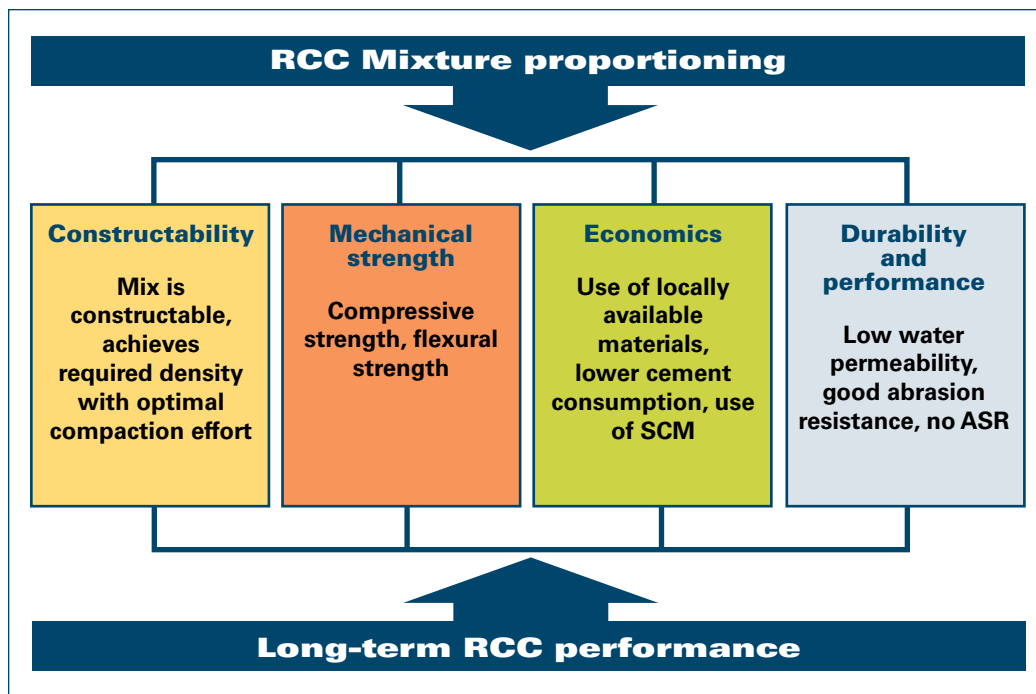 RCC Mixture proportioning
Constructability
Mix is
constructable,
achieves
required density
with optimal
compaction effort
Mechanical
strength
Compressive
strength, flexural
strength
Economics
Use of locally
available
materials,
lower cement
consumption, use
of SCM
Durability
and
performance
Low water
permeability,
good abrasion
resistance, no ASR
Long-term RCC performance